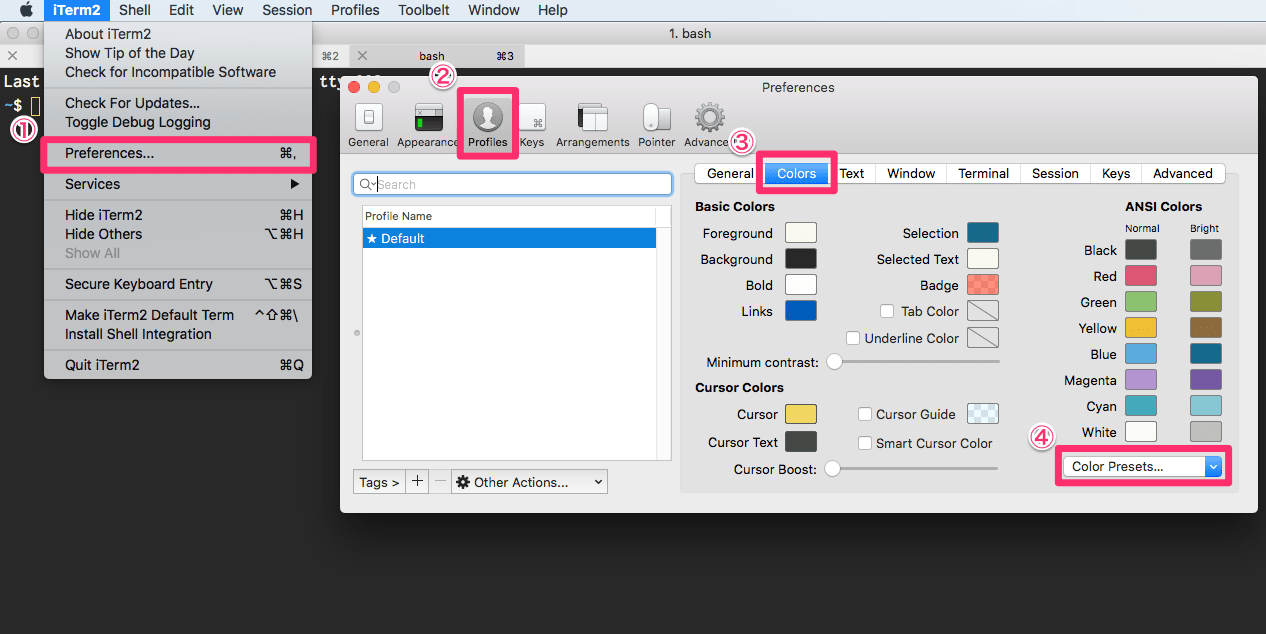 iTerm2 Shell Edit View Session Profiles Toolbelt Window Help
1. bash
⌘2 bash ⌘3
Last
tty
~$
About iTerm2
Show Tip of the Day
Check for Incompatible Software
Check For Updates...
Toggle Debug Logging
①
Preferences... ⌘,
Services
Hide iTerm2 ⌘H
Hide Others ⌥⌘H
Show All
Secure Keyboard Entry ⌥⌘S
Make iTerm2 Default Term ^⇧⌘\
Install Shell Integration
Quit iTerm2 ⌘Q
②
Preferences
General Appearance Profiles Keys Arrangements Pointer Advance
③
Search
Profile Name
★ Default
Tags > + − Other Actions...
General Colors Text Window Terminal Session Keys Advanced
Basic Colors
Foreground Selection
Background Selected Text
Bold Badge
Links Tab Color
Underline Color
Minimum contrast:
Cursor Colors
Cursor Cursor Guide
Cursor Text Smart Cursor Color
Cursor Boost:
ANSI Colors
Normal Bright
Black
Red
Green
Yellow
Blue
Magenta
Cyan
White
④
Color Presets...